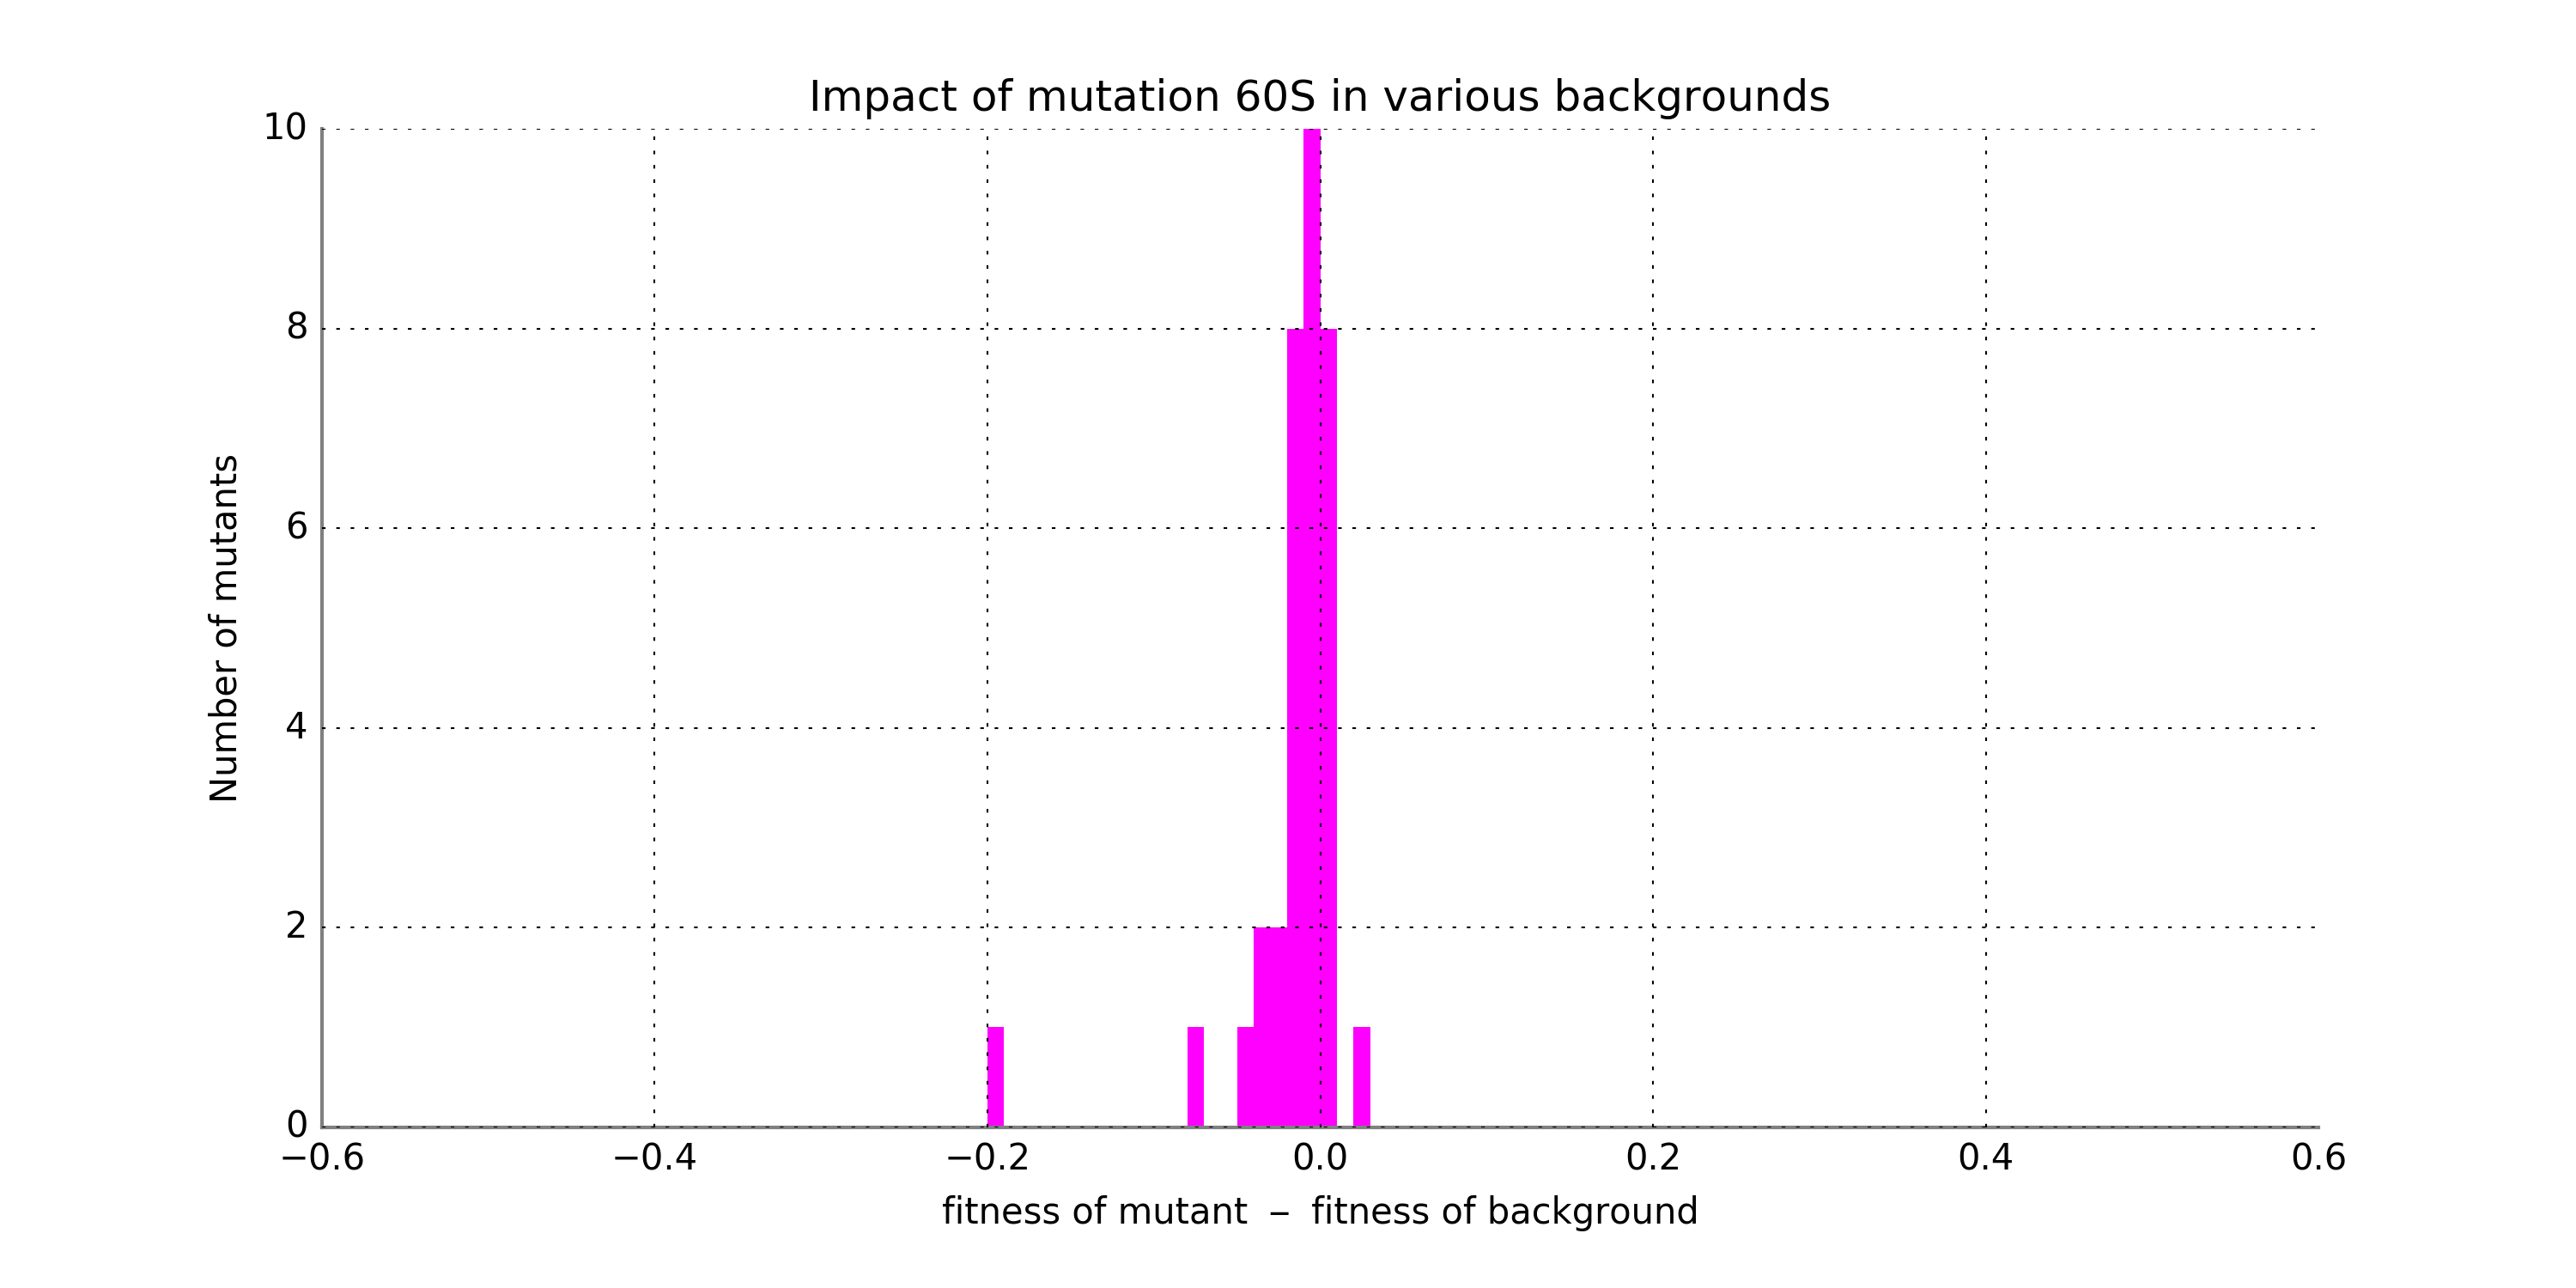 Impact of mutation 60S in various backgrounds
10
8
6
4
2
0
Number of mutants
−0.6 −0.4 −0.2 0.0 0.2 0.4 0.6
fitness of mutant − fitness of background